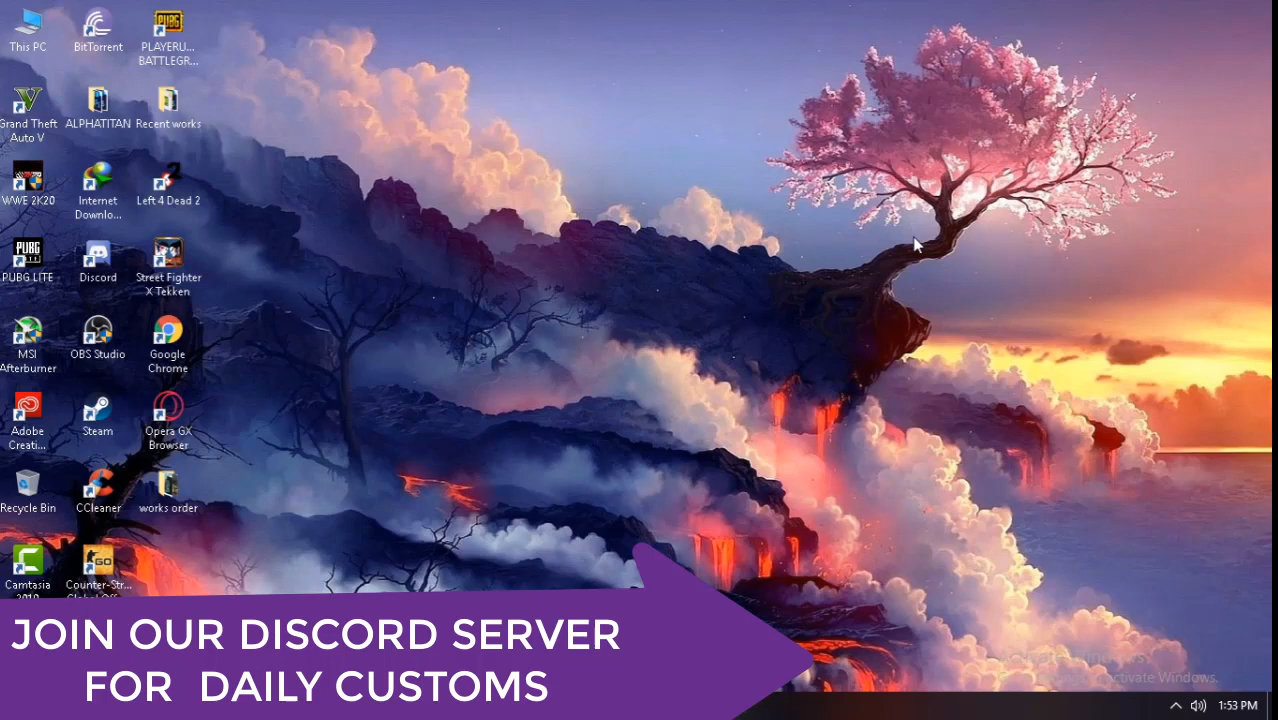 This PC
BitTorrent
PLAYERU...
BATTLEGR...
Grand Theft
Auto V
ALPHATITAN
Recent works
WWE 2K20
Internet
Downlo...
Left 4 Dead 2
PUBG LITE
Discord
Street Fighter
X Tekken
MSI
Afterburner
OBS Studio
Google
Chrome
Adobe
Creati...
Steam
Opera GX
Browser
Recycle Bin
CCleaner
works order
Camtasia
2019
Counter-Str...
JOIN OUR DISCORD SERVER
FOR DAILY CUSTOMS
activate Windows.
1:53 PM